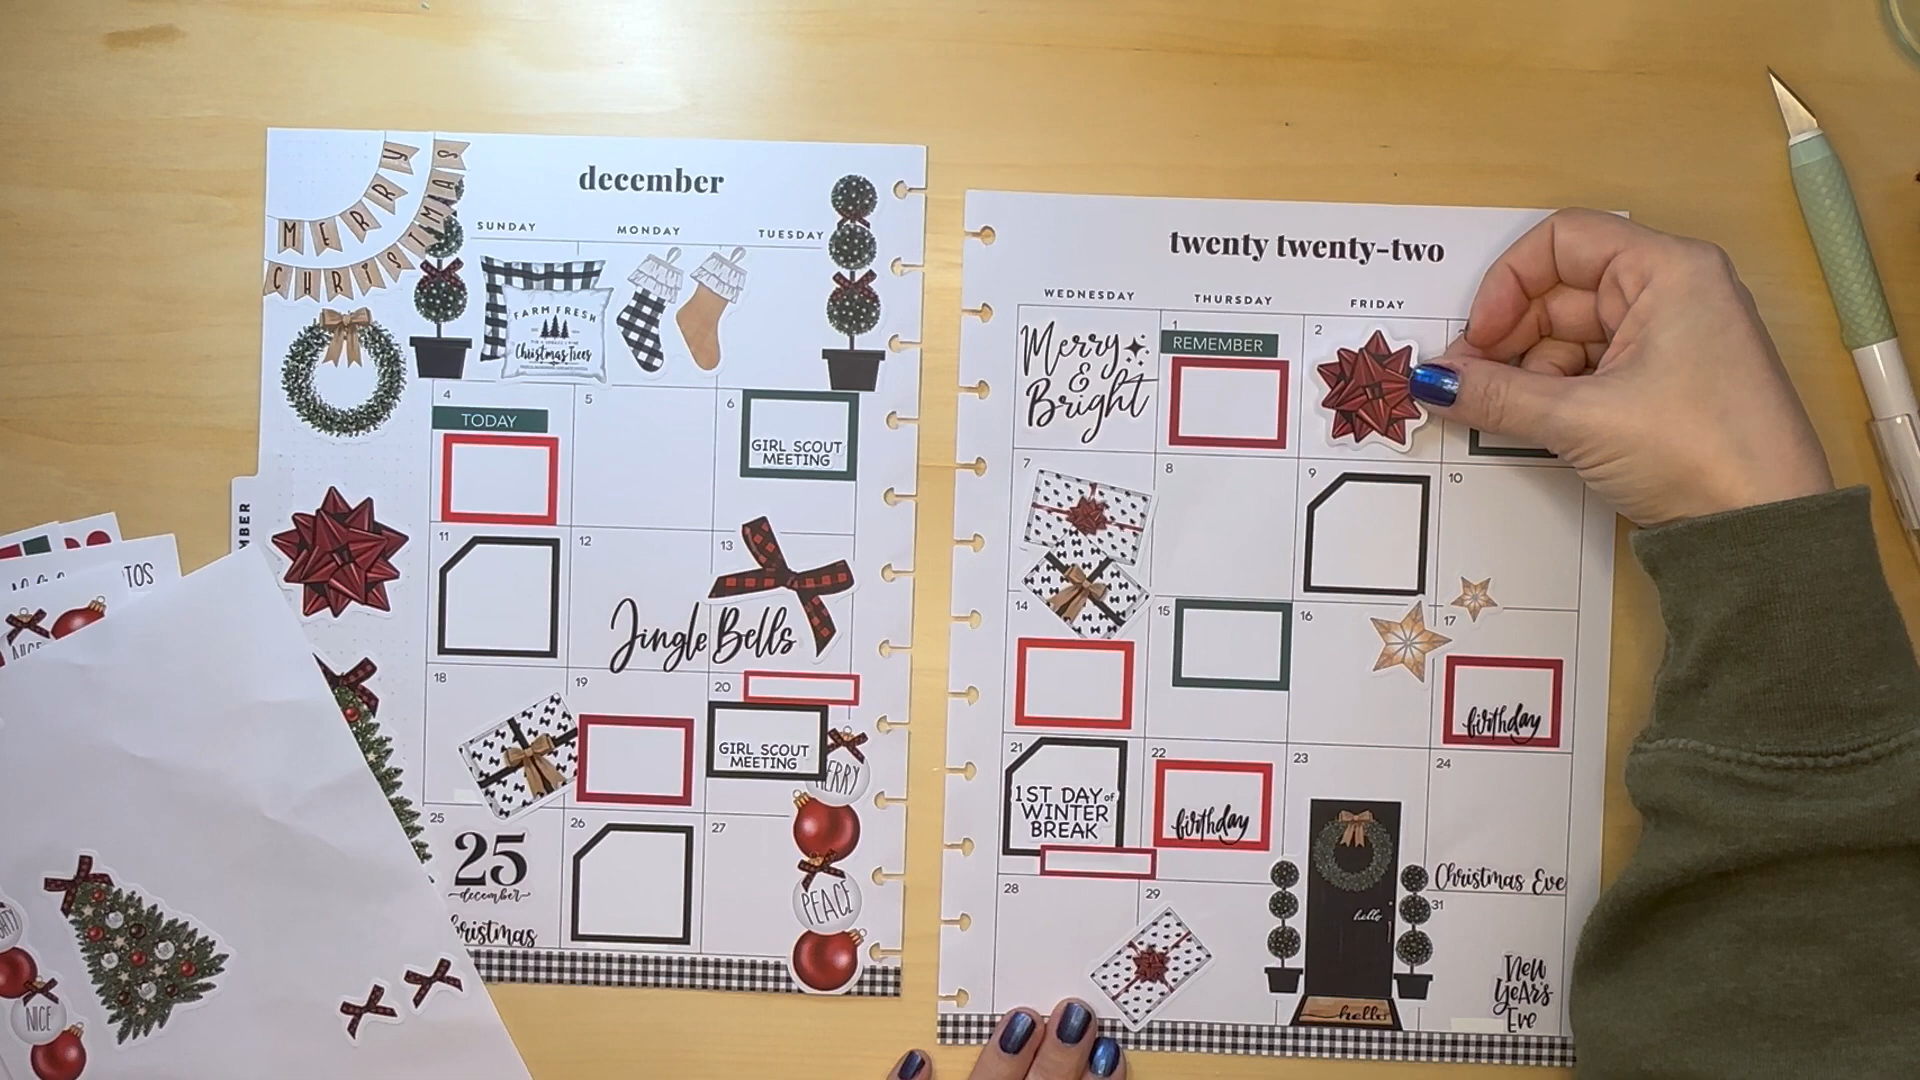 MERRY
CHRISTMAS
december
SUNDAY
MONDAY
TUESDAY
FARM FRESH
Christmas Trees
4
TODAY
5
6
GIRL SCOUT
MEETING
MBER
11
12
13
Jingle Bells
18
19
20
GIRL SCOUT
MEETING
MERRY
25
25
december
Christmas
26
27
PEACE
TOS
NICE
NICE
twenty twenty-two
WEDNESDAY
THURSDAY
FRIDAY
Merry
&
Bright
1
REMEMBER
2
7
8
9
10
14
15
16
17
birthday
21
1ST DAY of
WINTER
BREAK
22
birthday
23
24
hello
Christmas Eve
28
29
31
hello
New
Year's
Eve